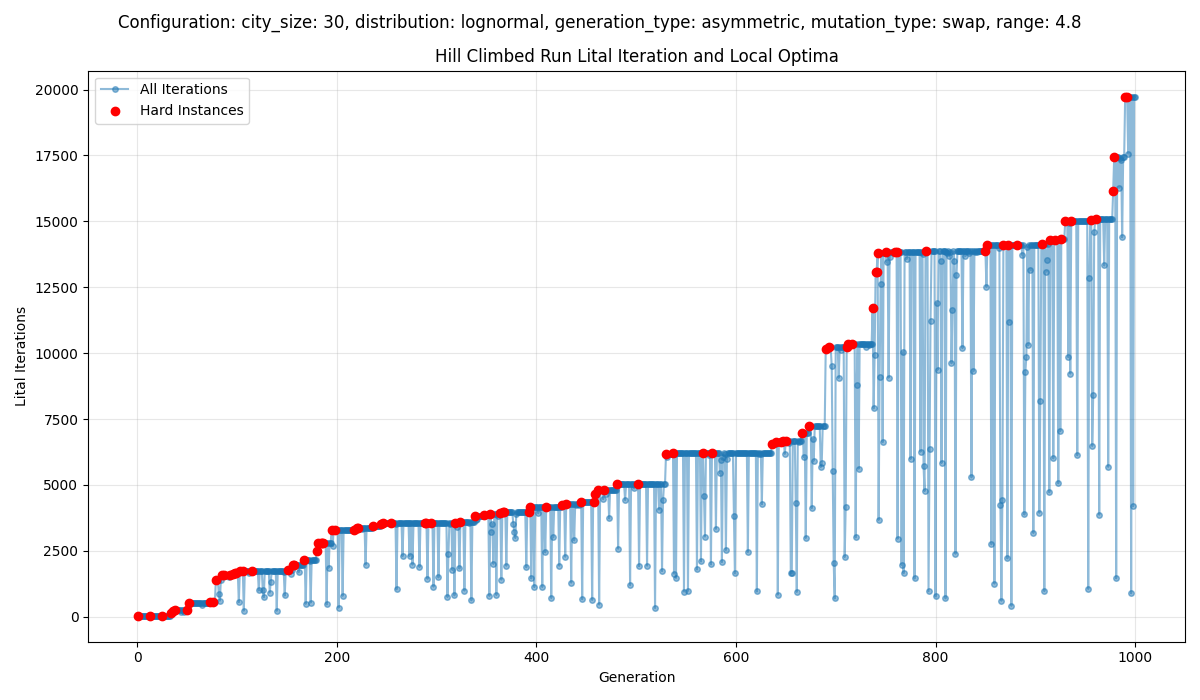 Configuration: city_size: 30, distribution: lognormal, generation_type: asymmetric, mutation_type: swap, range: 4.8
Hill Climbed Run Lital Iteration and Local Optima
All Iterations
Hard Instances
20000
17500
15000
12500
10000
7500
5000
2500
0
Lital Iterations
0 200 400 600 800 1000
Generation